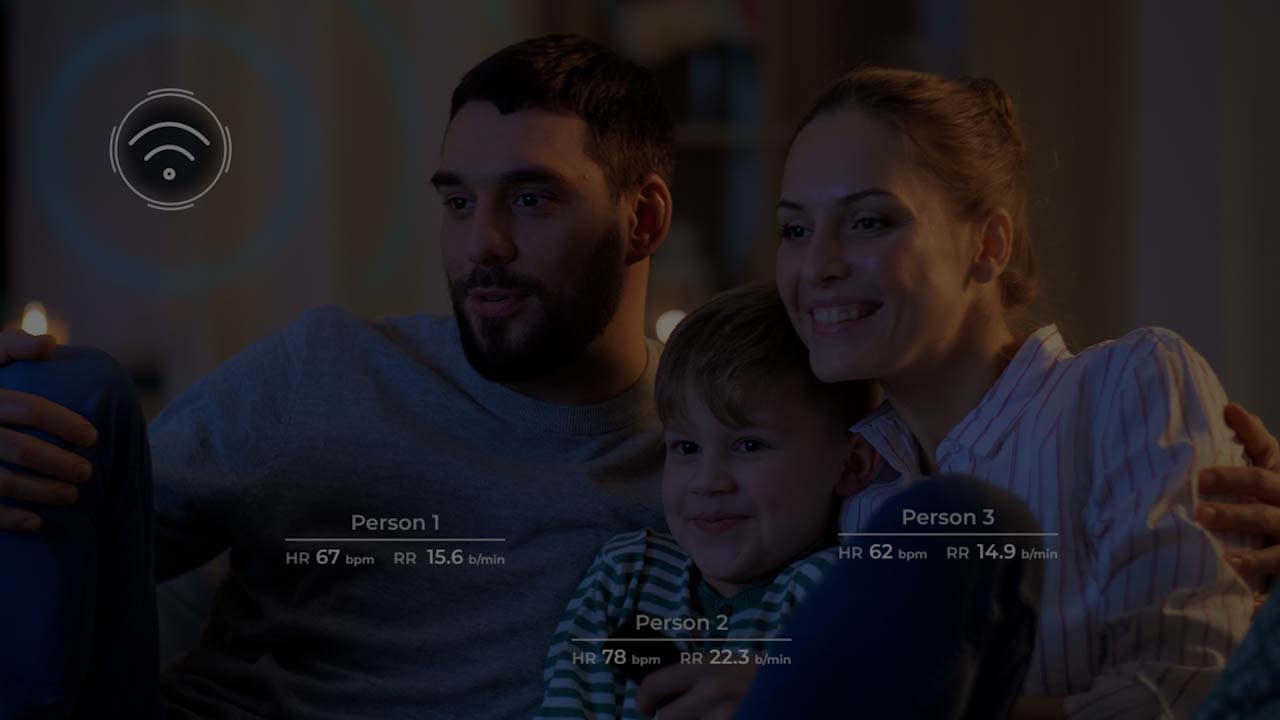 Person 1
HR 67 bpm RR 15.6 b/min
Person 3
HR 62 bpm RR 14.9 b/min
Person 2
HR 78 bpm RR 22.3 b/min